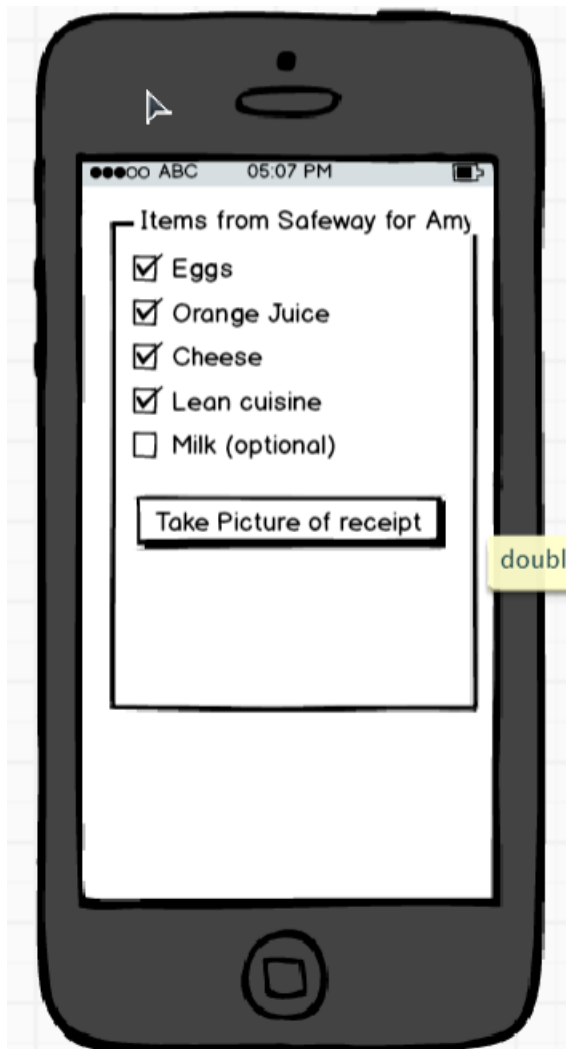 ABC 05:07 PM
Items from Safeway for Amy
Eggs
Orange Juice
Cheese
Lean cuisine
Milk (optional)
Take Picture of receipt
doubl